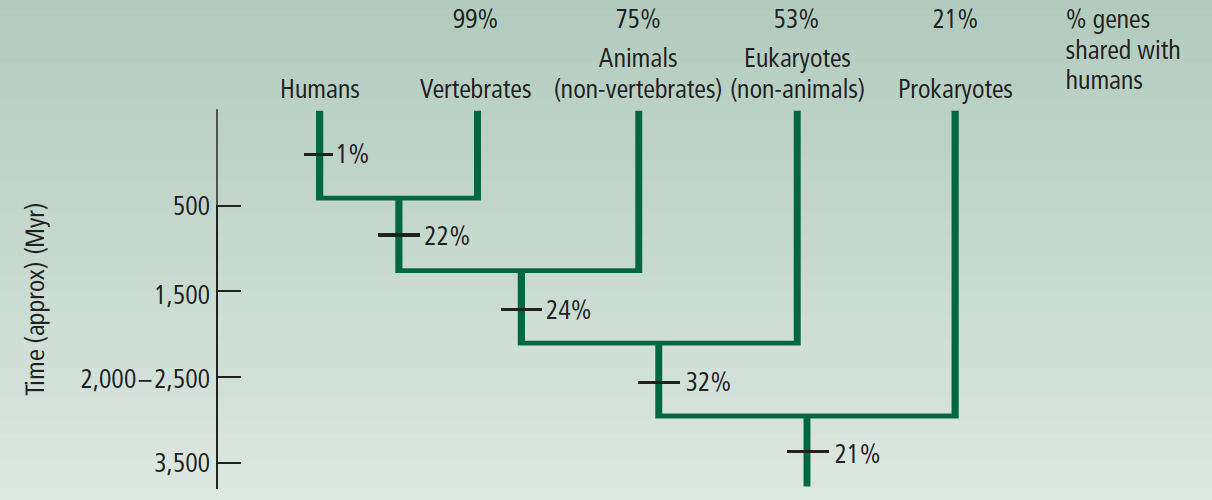 99%
75%
53%
21%
% genes
shared with
humans
Humans
Vertebrates
Animals
(non-vertebrates)
Eukaryotes
(non-animals)
Prokaryotes
1%
500
22%
1,500
24%
2,000–2,500
32%
3,500
21%
Time (approx) (Myr)